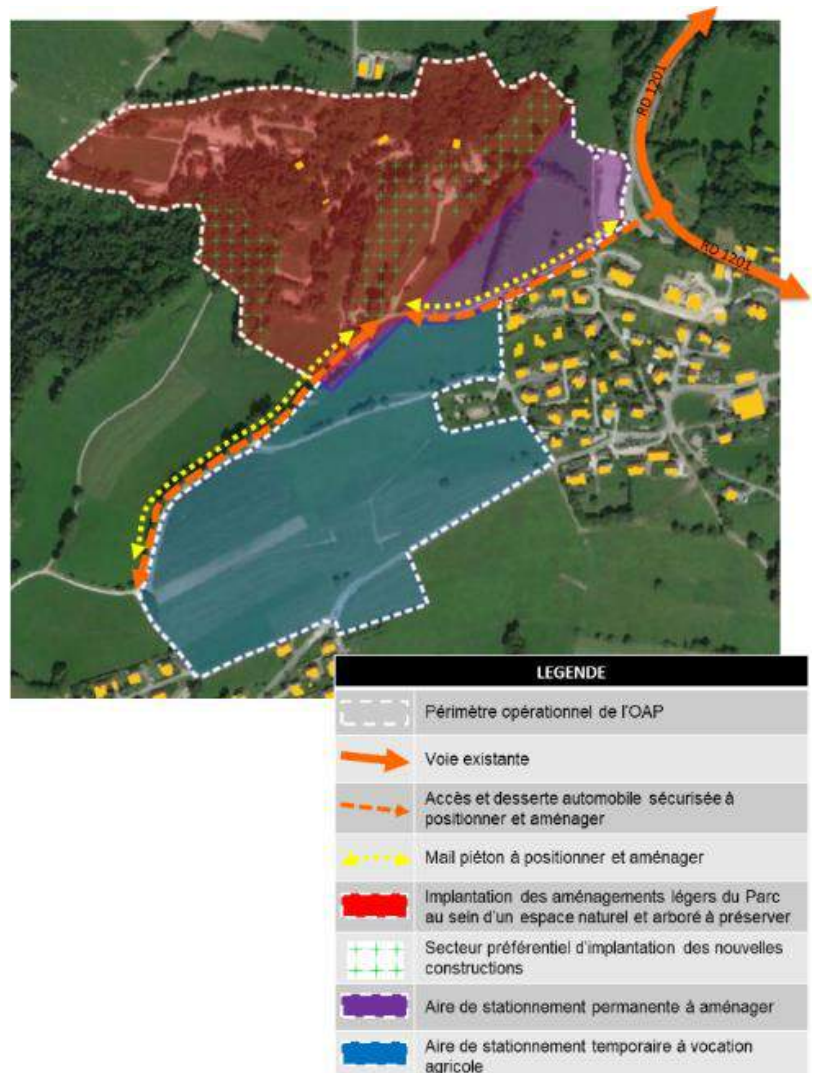 RD 1201
RD 1201
LEGENDE
Périmètre opérationnel de l'OAP
Voie existante
Accès et desserte automobile sécurisée à
positionner et aménager
Mail piéton à positionner et aménager
Implantation des aménagements légers du Parc
au sein d'un espace naturel et arboré à préserver
Secteur préférentiel d'implantation des nouvelles
constructions
Aire de stationnement permanente à aménager
Aire de stationnement temporaire à vocation
agricole